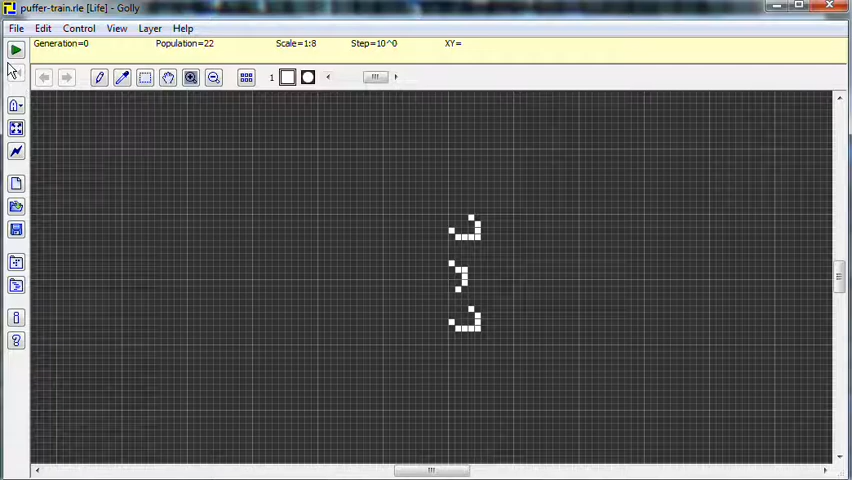 puffer-train.rle [Life] - Golly
File Edit Control View Layer Help
Generation=0 Population=22 Scale=1:8 Step=10^0 XY=
1